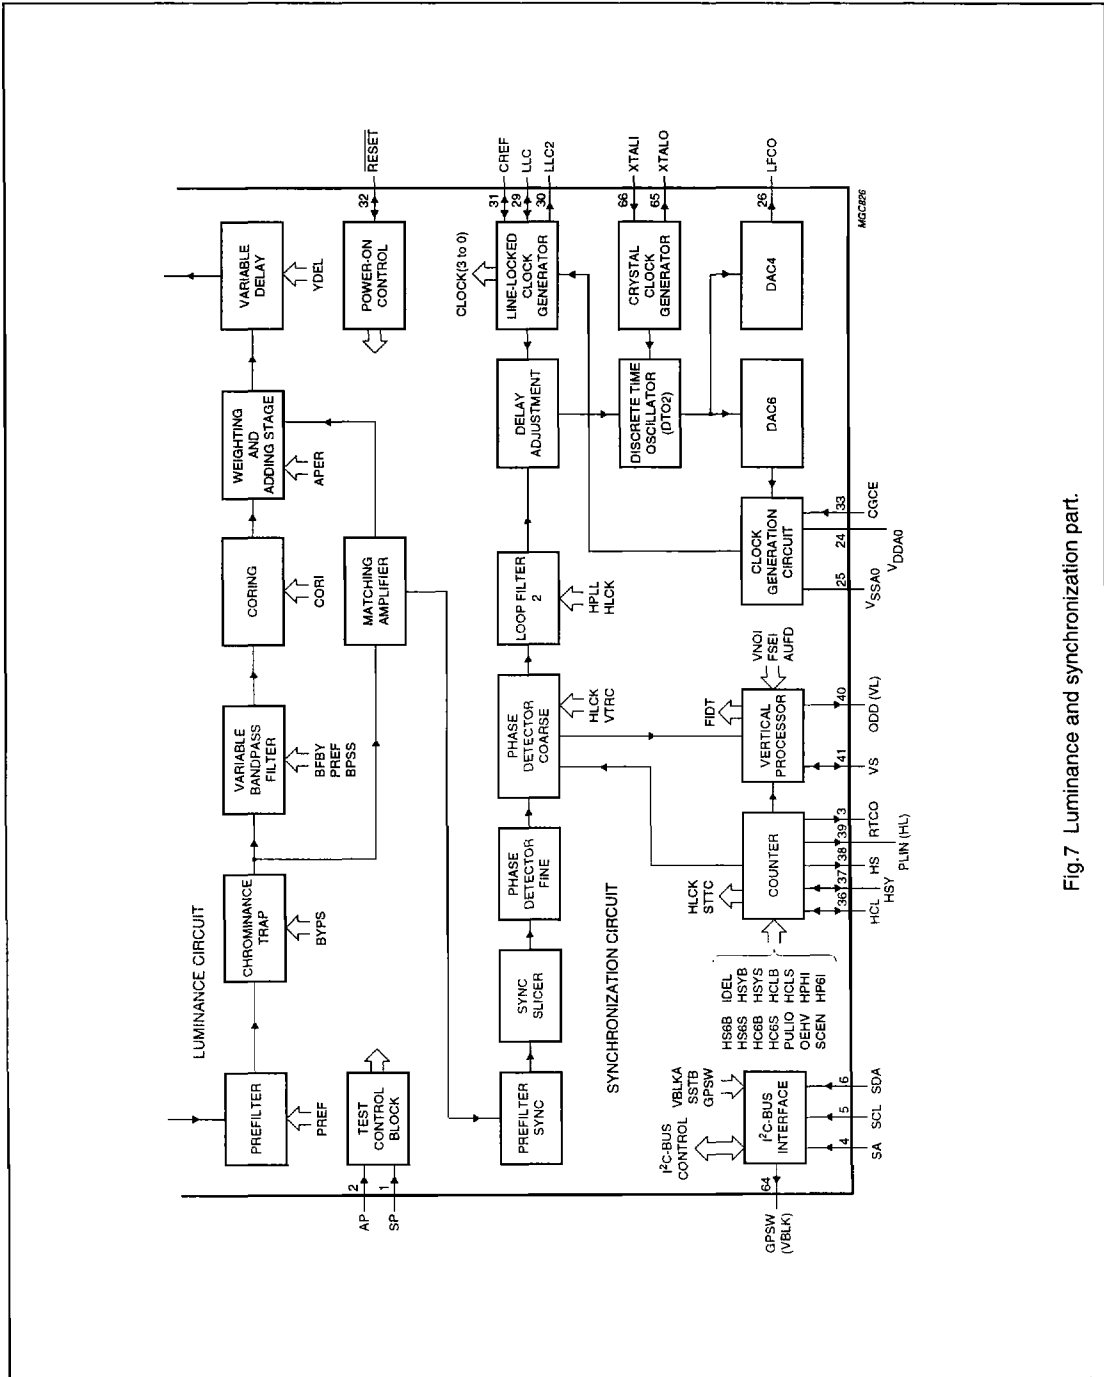 LUMINANCE CIRCUIT
PREFILTER
PREF
CHROMINANCE
TRAP
BYPS
VARIABLE
BANDPASS
FILTER
BFBY
PREF
BPSS
CORING
CORI
WEIGHTING
AND
ADDING STAGE
APER
VARIABLE
DELAY
YDEL
AP
2
SP
1
TEST
CONTROL
BLOCK
MATCHING
AMPLIFIER
POWER-ON
CONTROL
32
RESET
PREFILTER
SYNC
SYNC
SLICER
PHASE
DETECTOR
FINE
PHASE
DETECTOR
COARSE
HLCK
VTRC
LOOP FILTER
2
HPLL
HLCK
DELAY
ADJUSTMENT
CLOCK(3 to 0)
LINE-LOCKED
CLOCK
GENERATOR
31
CREF
29
LLC
30
LLC2
SYNCHRONIZATION CIRCUIT
DISCRETE TIME
OSCILLATOR
(DTO2)
CRYSTAL
CLOCK
GENERATOR
66
XTALI
65
XTALO
I²C-BUS
CONTROL
VBLKA
SSTB
GPSW
I²C-BUS
INTERFACE
64
GPSW
(VBLK)
4
SA
5
SCL
6
SDA
HS6B IDEL
HS6S HSYB
HC6B HSYS
HC6S HCLB
PULIO HCLS
OEHV HPHI
SCEN HP6I
HLCK
STTC
COUNTER
36
HCL
37
HSY
38
HS
39
PLIN (HL)
3
RTCO
FIDT
VNOI
FSEI
AUFD
VERTICAL
PROCESSOR
41
VS
40
ODD (VL)
CLOCK
GENERATION
CIRCUIT
25
VSSA0
24
VDDA0
33
CGCE
DAC6
DAC4
26
LFCO
MGC826
Fig.7 Luminance and synchronization part.